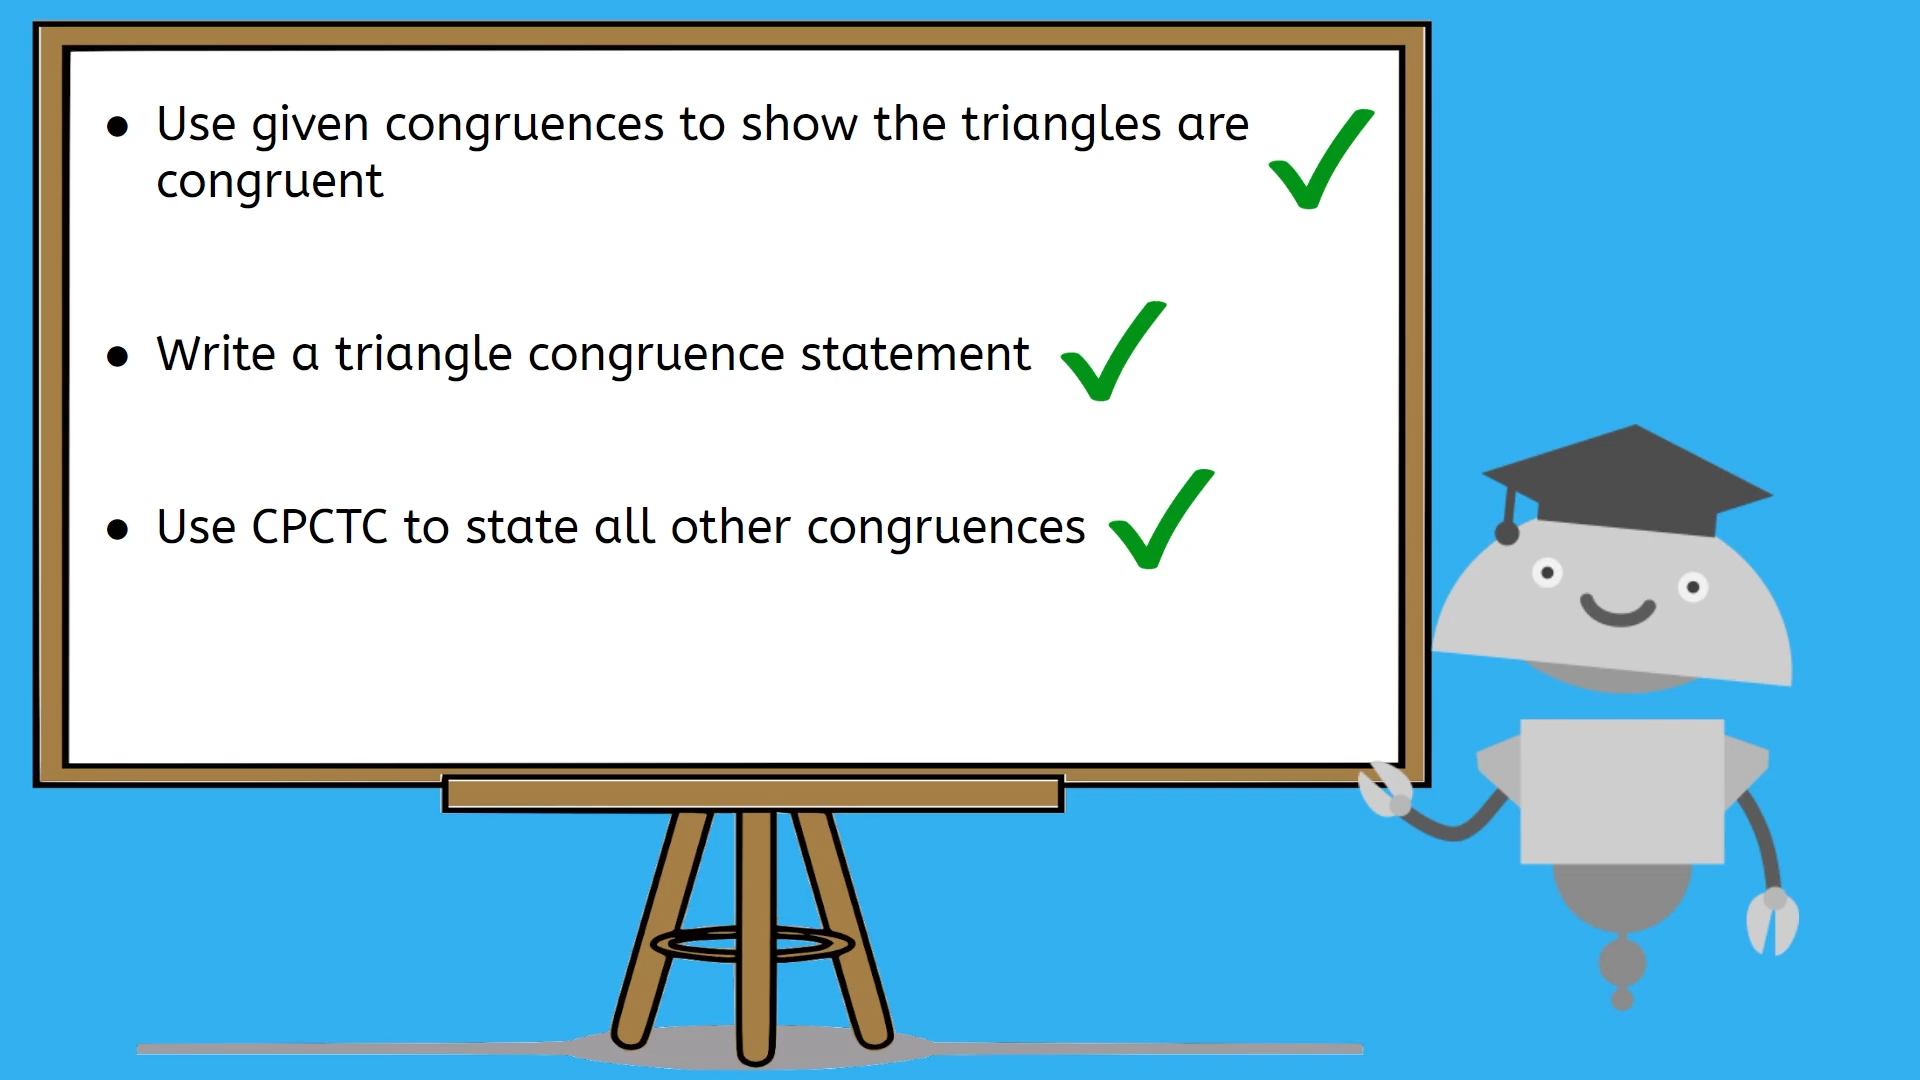 ● Use given congruences to show the triangles are
congruent
● Write a triangle congruence statement
● Use CPCTC to state all other congruences